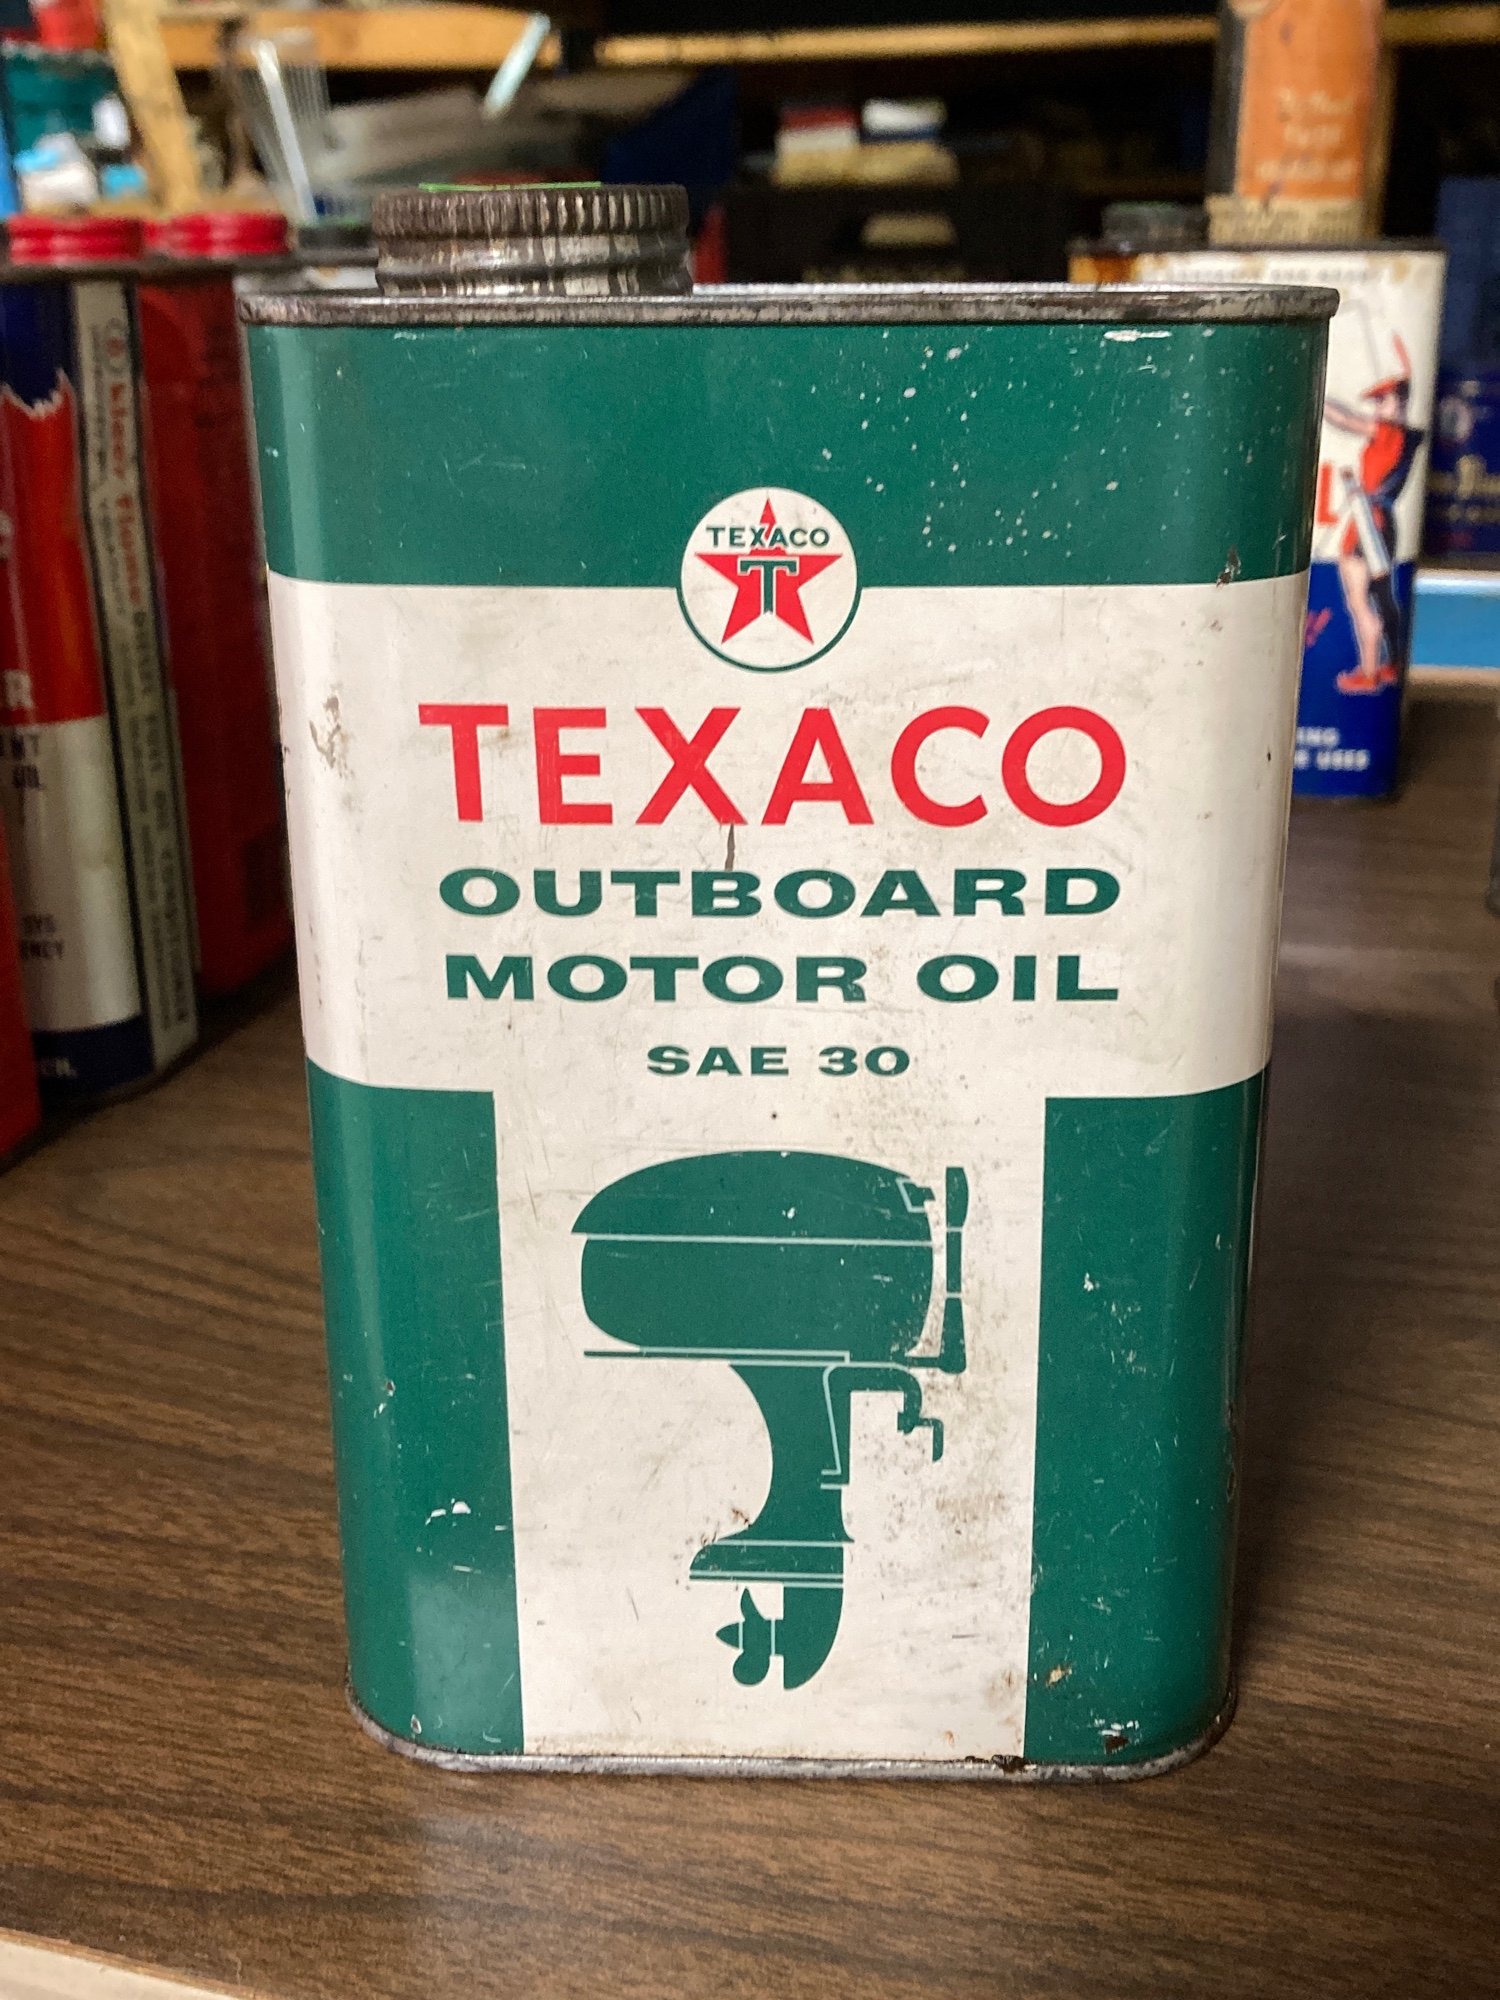 TEXACO
T
TEXACO
OUTBOARD
MOTOR OIL
SAE 30